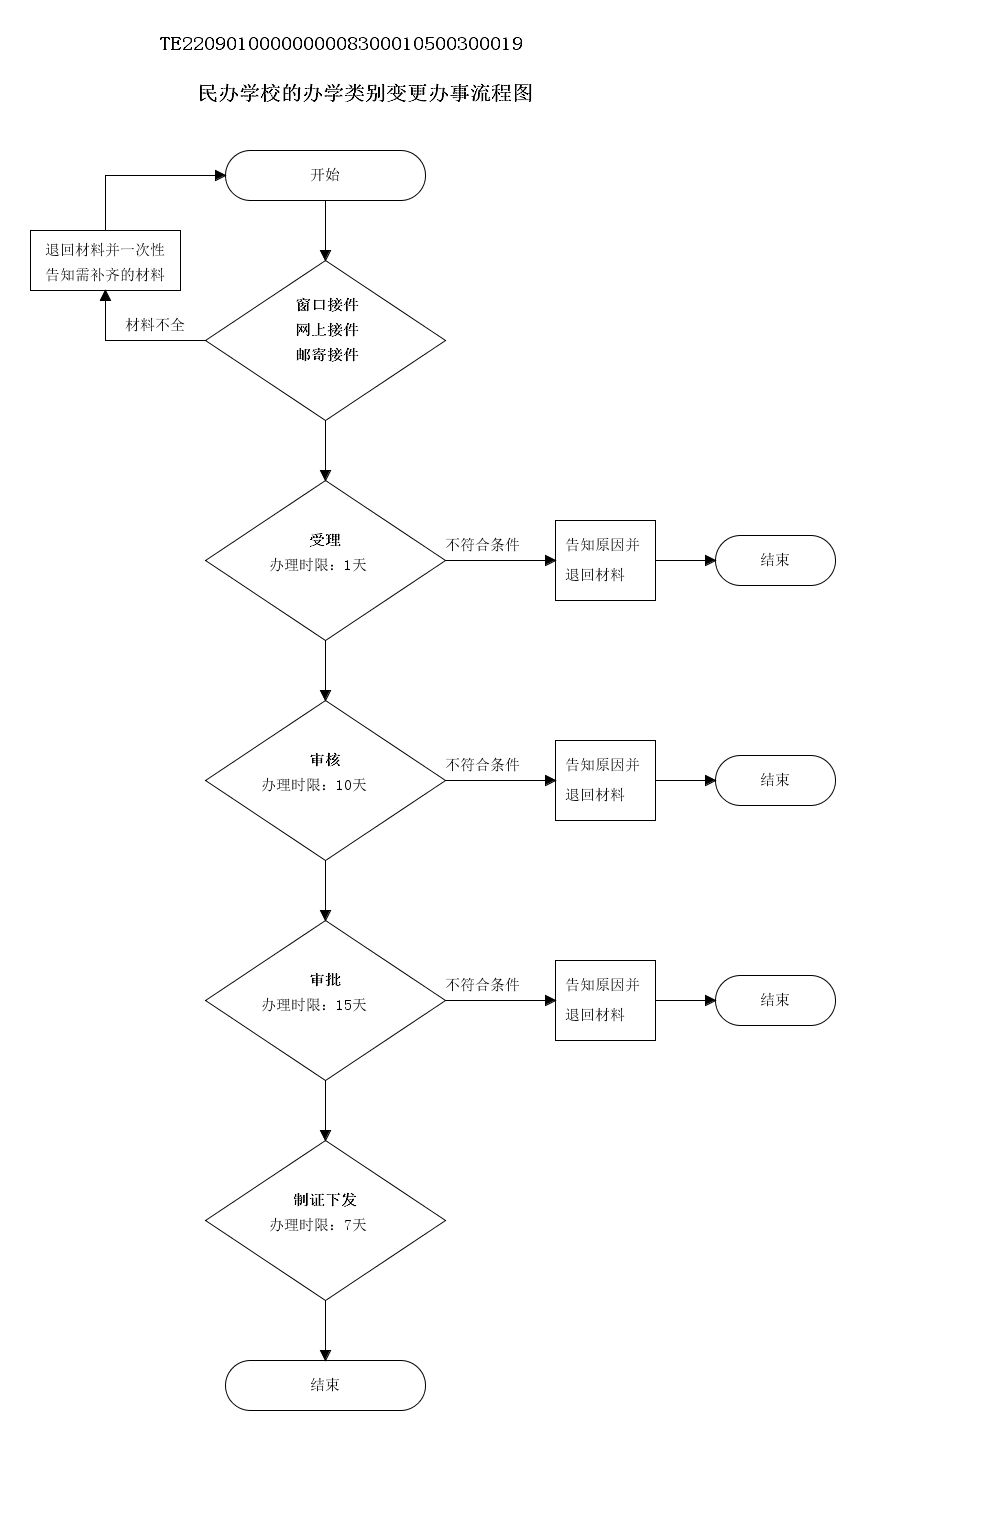 TE2209010000000008300010500300019
民办学校的办学类别变更办事流程图
开始
退回材料并一次性
告知需补齐的材料
材料不全
窗口接件
网上接件
邮寄接件
受理
办理时限：1天
不符合条件
告知原因并
退回材料
结束
审核
办理时限：10天
不符合条件
告知原因并
退回材料
结束
审批
办理时限：15天
不符合条件
告知原因并
退回材料
结束
制证下发
办理时限：7天
结束